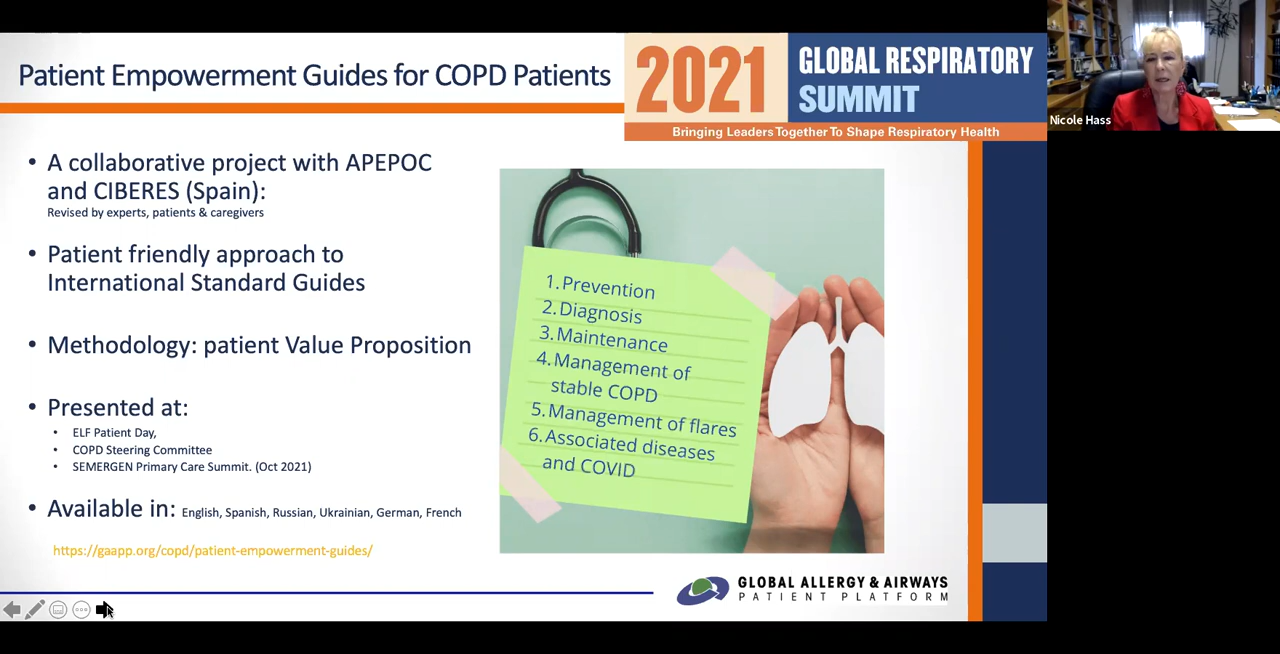 Patient Empowerment Guides for COPD Patients
2021
GLOBAL RESPIRATORY
SUMMIT
Bringing Leaders Together To Shape Respiratory Health
Nicole Hass
• A collaborative project with APEPOC
and CIBERES (Spain):
Revised by experts, patients & caregivers
• Patient friendly approach to
International Standard Guides
• Methodology: patient Value Proposition
• Presented at:
• ELF Patient Day,
• COPD Steering Committee
• SEMERGEN Primary Care Summit. (Oct 2021)
• Available in: English, Spanish, Russian, Ukrainian, German, French
https://gaapp.org/copd/patient-empowerment-guides/
1. Prevention
2. Diagnosis
3. Maintenance
4. Management of
stable COPD
5. Management of flares
6. Associated diseases
and COVID
GLOBAL ALLERGY & AIRWAYS
PATIENT PLATFORM